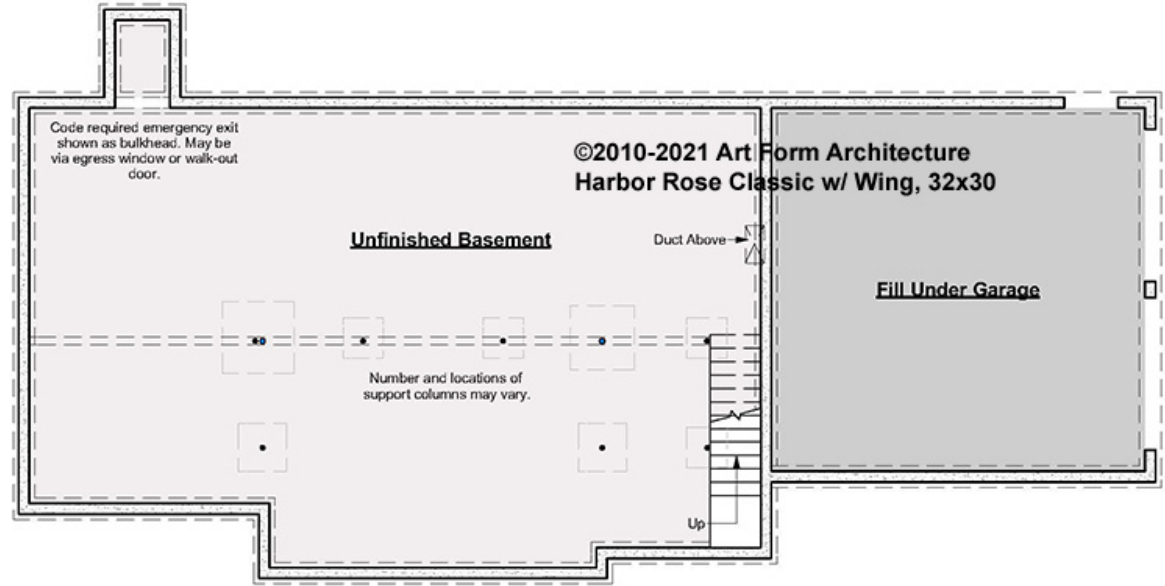 Code required emergency exit
shown as bulkhead. May be
via egress window or walk-out
door.
©2010-2021 Art Form Architecture
Harbor Rose Classic w/ Wing, 32x30
Unfinished Basement
Duct Above
Fill Under Garage
Number and locations of
support columns may vary.
Up